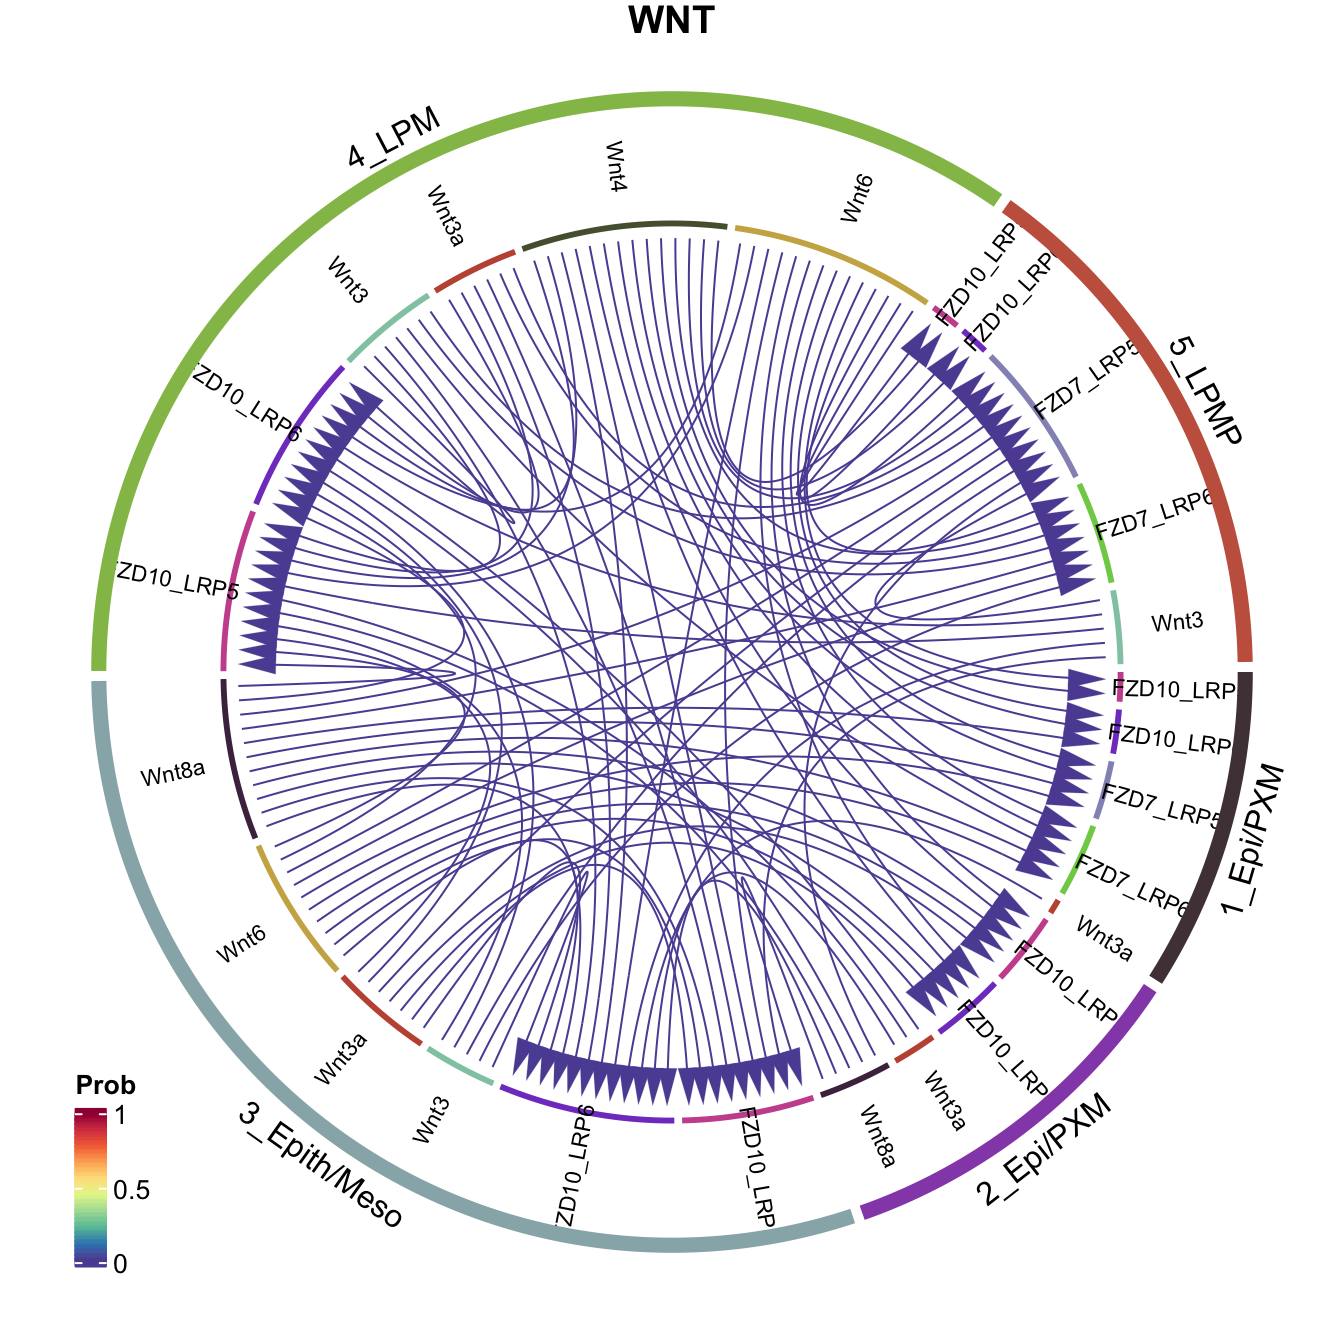 WNT
4_LPM
Wnt4
Wnt6
Wnt3a
Wnt3
ZD10_LRP6
ZD10_LRP5
FZD10_LRP
FZD10_LRP6
FZD7_LRP5
5_LPMP
FZD7_LRP6
Wnt3
FZD10_LRP
FZD10_LRP
FZD7_LRP5
FZD7_LRP6
1_Epi/PXM
Wnt3a
FZD10_LRP
FZD10_LRP
2_Epi/PXM
Wnt3a
Wnt8a
FZD10_LRP
ZD10_LRP6
Wnt3
Wnt3a
Wnt6
Wnt8a
3_Epith/Meso
Prob
1
0.5
0